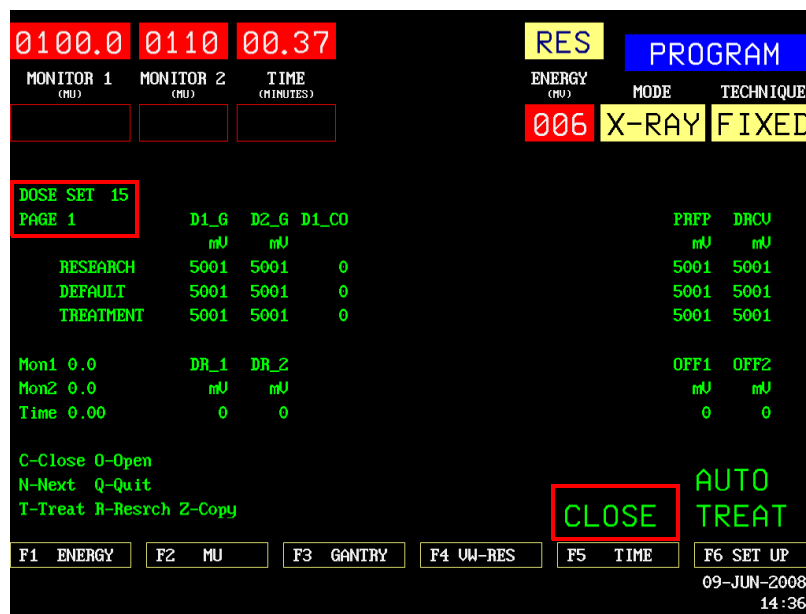 0100.0 0110 00.37 RES PROGRAM
MONITOR 1 MONITOR 2 TIME ENERGY MODE TECHNIQUE
(MU) (MU) (MINUTES) (MV)
006 X-RAY FIXED
DOSE SET 15
PAGE 1 D1_G D2_G D1_CO PRFP DRCV
mV mV mV mV
RESEARCH 5001 5001 0 5001 5001
DEFAULT 5001 5001 0 5001 5001
TREATMENT 5001 5001 0 5001 5001
Mon1 0.0 DR_1 DR_2 OFF1 OFF2
Mon2 0.0 mV mV mV mV
Time 0.00 0 0 0 0
C-Close O-Open
N-Next Q-Quit
T-Treat R-Resrch Z-Copy
CLOSE
AUTO
TREAT
F1 ENERGY F2 MU F3 GANTRY F4 VW-RES F5 TIME F6 SET UP
09-JUN-2008
14:36